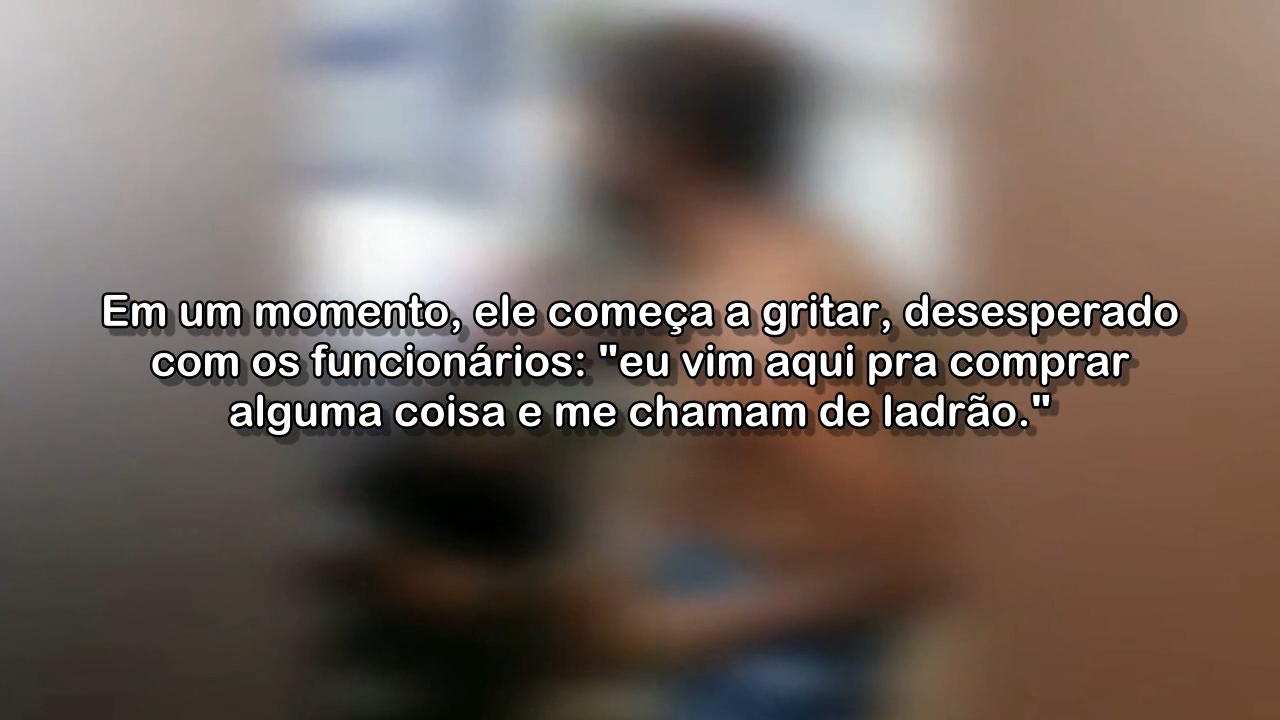 Em um momento, ele começa a gritar, desesperado
com os funcionários: "eu vim aqui pra comprar
alguma coisa e me chamam de ladrão."